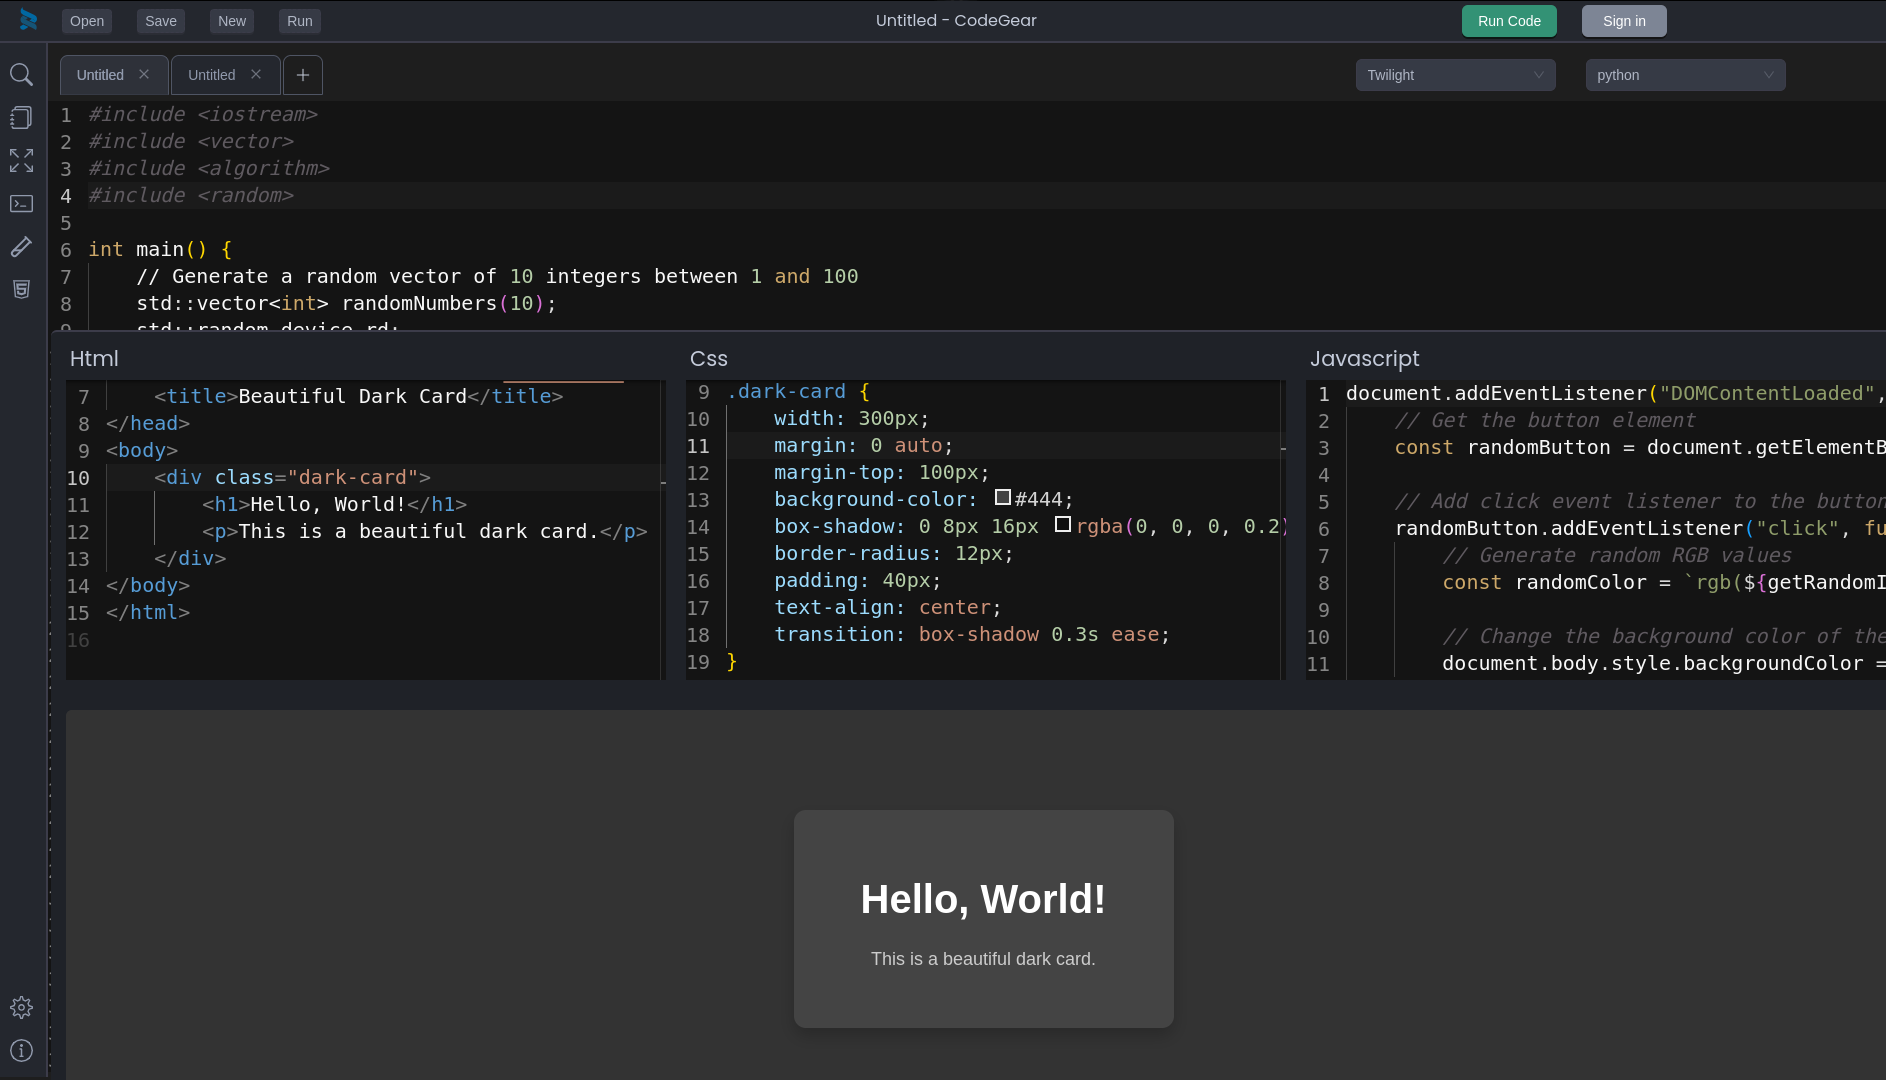 Open Save New Run Untitled - CodeGear Run Code Sign in
Untitled Untitled Twilight python
1 #include <iostream>
2 #include <vector>
3 #include <algorithm>
4 #include <random>
5
6 int main() {
7 // Generate a random vector of 10 integers between 1 and 100
8 std::vector<int> randomNumbers(10);
9 std::random_device rd;
Html
7 <title>Beautiful Dark Card</title>
8 </head>
9 <body>
10 <div class="dark-card">
11 <h1>Hello, World!</h1>
12 <p>This is a beautiful dark card.</p>
13 </div>
14 </body>
15 </html>
16
Css
9 .dark-card {
10 width: 300px;
11 margin: 0 auto;
12 margin-top: 100px;
13 background-color: #444;
14 box-shadow: 0 8px 16px rgba(0, 0, 0, 0.2)
15 border-radius: 12px;
16 padding: 40px;
17 text-align: center;
18 transition: box-shadow 0.3s ease;
19 }
Javascript
1 document.addEventListener("DOMContentLoaded",
2 // Get the button element
3 const randomButton = document.getElementB
4
5 // Add click event listener to the button
6 randomButton.addEventListener("click", fu
7 // Generate random RGB values
8 const randomColor = `rgb(${getRandomI
9
10 // Change the background color of the
11 document.body.style.backgroundColor =
Hello, World!
This is a beautiful dark card.